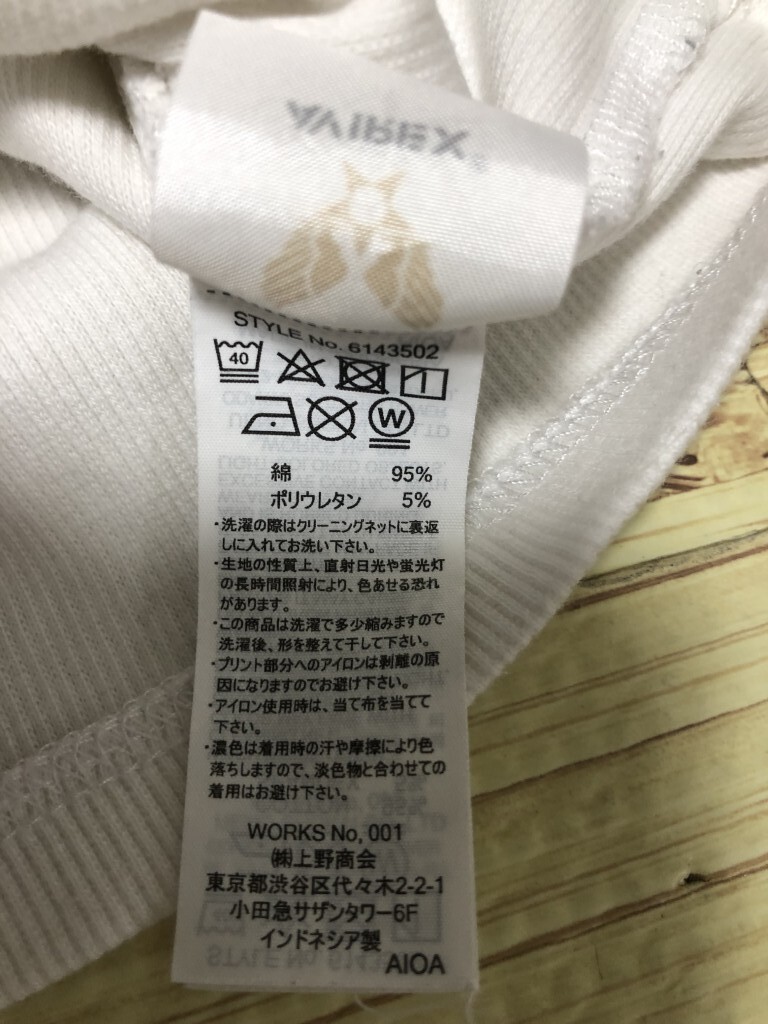 AVIREX
STYLE No. 6143502
40
W
綿 95%
ポリウレタン 5%
・洗濯の際はクリーニングネットに裏返
しに入れてお洗い下さい。
・生地の性質上、直射日光や蛍光灯
の長時間照射により、色あせる恐れ
があります。
・この商品は洗濯で多少縮みますので
洗濯後、形を整えて干して下さい。
・プリント部分へのアイロンは剥離の原
因になりますのでお避け下さい。
・アイロン使用時は、当て布を当てて
下さい。
・濃色は着用時の汗や摩擦により色
落ちしますので、淡色物と合わせての
着用はお避け下さい。
WORKS No, 001
㈱上野商会
東京都渋谷区代々木2-2-1
小田急サザンタワー6F
インドネシア製
AIOA